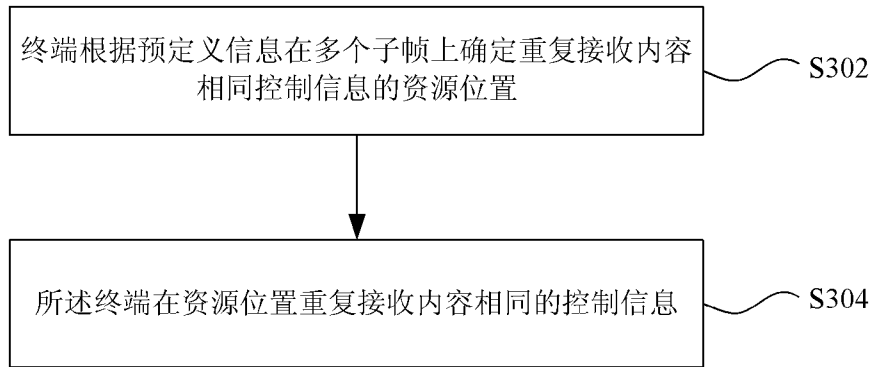 终端根据预定义信息在多个子帧上确定重复接收内容
相同控制信息的资源位置
S302
所述终端在资源位置重复接收内容相同的控制信息
S304